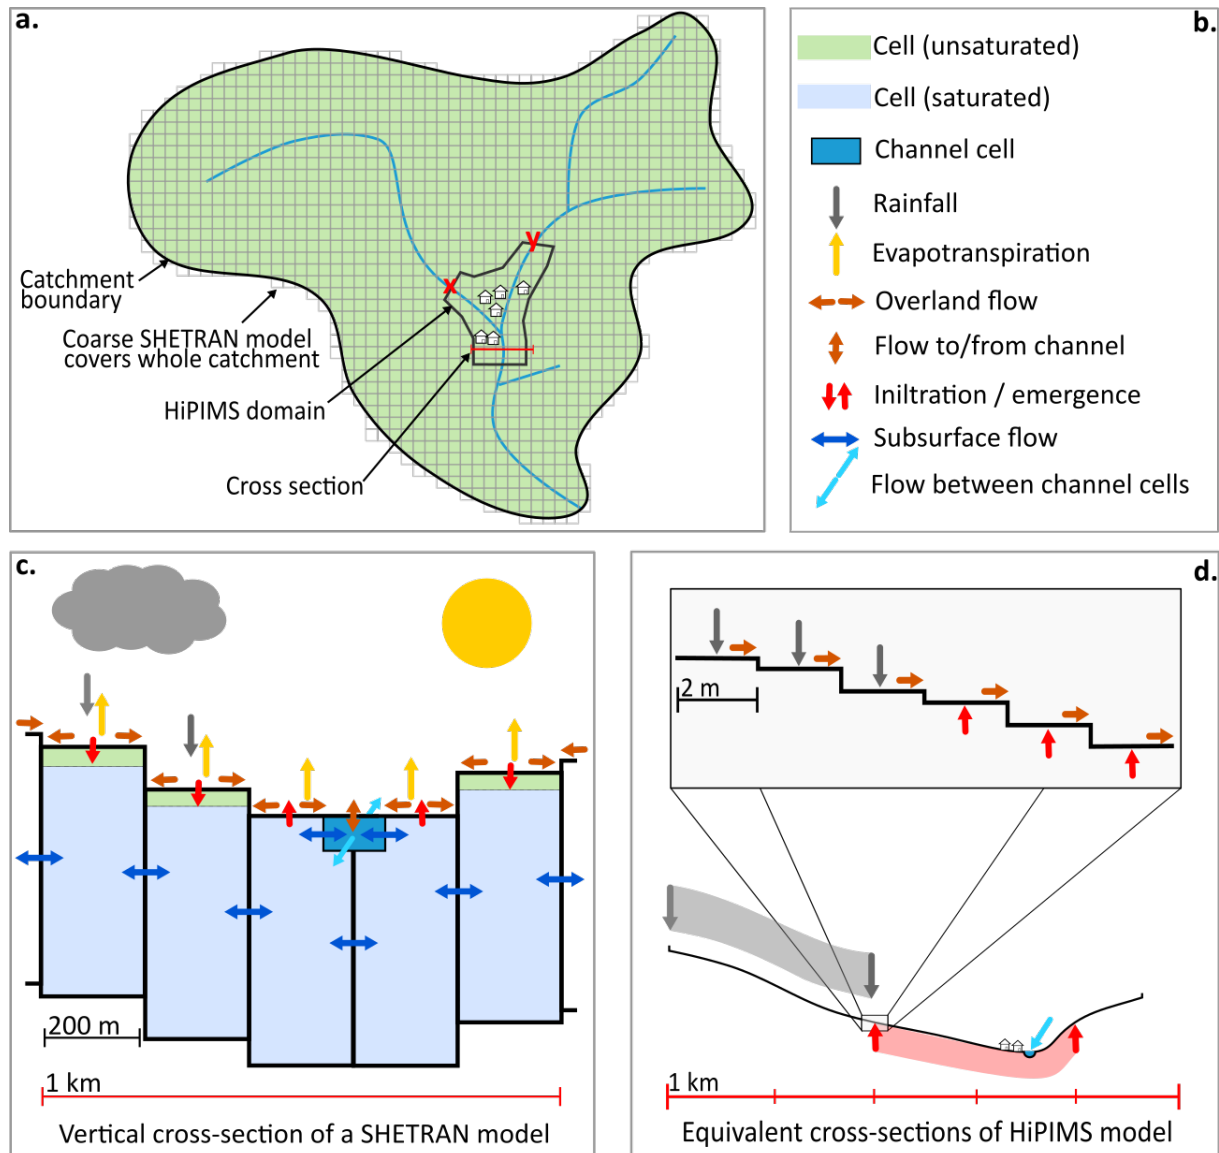 a.
y
x
Catchment
boundary
Coarse SHETRAN model
covers whole catchment
HiPIMS domain
Cross section
b.
Cell (unsaturated)
Cell (saturated)
Channel cell
Rainfall
Evapotranspiration
Overland flow
Flow to/from channel
Iniltration / emergence
Subsurface flow
Flow between channel cells
c.
200 m
1 km
Vertical cross-section of a SHETRAN model
d.
2 m
1 km
Equivalent cross-sections of HiPIMS model